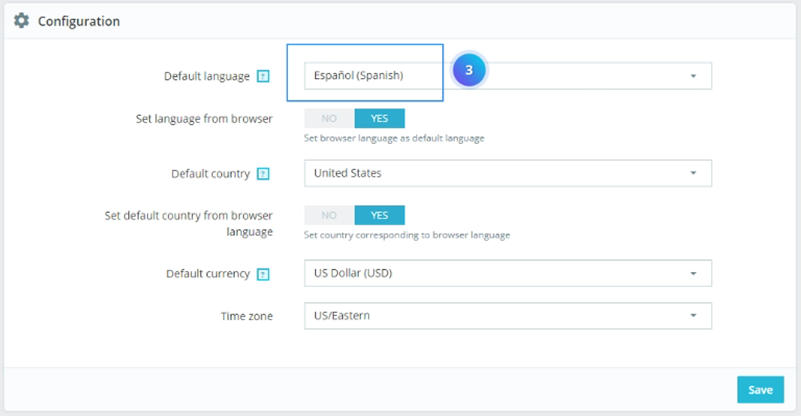 Configuration
Default language ?
Español (Spanish)
3
Set language from browser
NO YES
Set browser language as default language
Default country ?
United States
Set default country from browser
language
NO YES
Set country corresponding to browser language
Default currency ?
US Dollar (USD)
Time zone
US/Eastern
Save